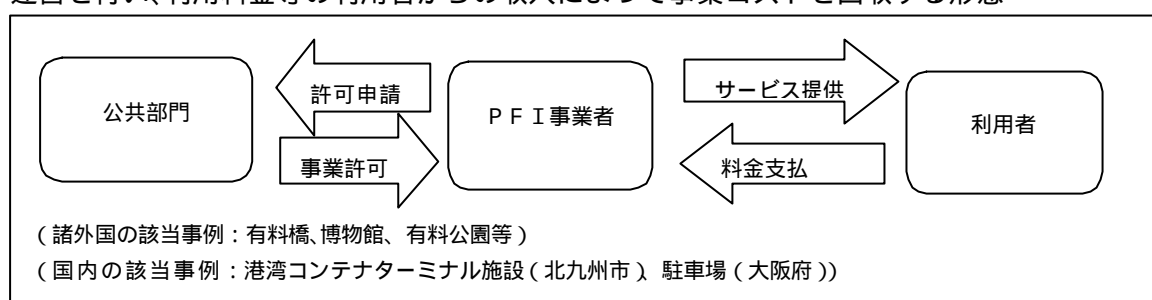 運営を行い、利用料金等の利用者からの収入によって事業コストを回収する形態
公共部門
許可申請
事業許可
ＰＦＩ事業者
サービス提供
料金支払
利用者
（諸外国の該当事例：有料橋、博物館、有料公園等）
（国内の該当事例：港湾コンテナターミナル施設（北九州市）、駐車場（大阪府））